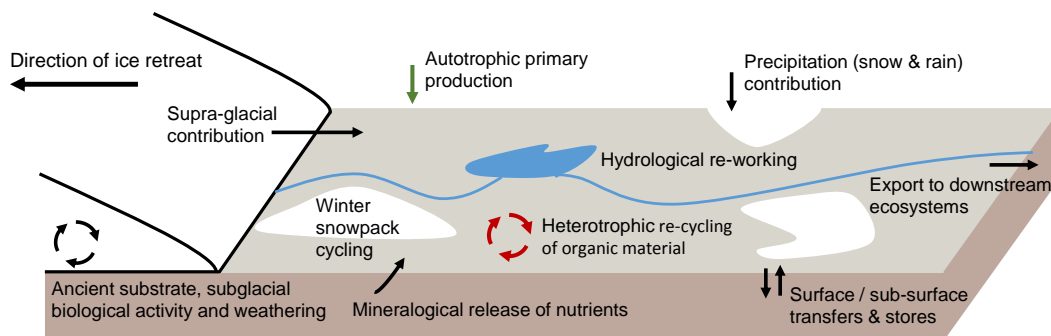 Direction of ice retreat
Autotrophic primary
production
Precipitation (snow & rain)
contribution
Supra-glacial
contribution
Hydrological re-working
Export to downstream
ecosystems
Winter
snowpack
cycling
Heterotrophic re-cycling
of organic material
Ancient substrate, subglacial
biological activity and weathering
Mineralogical release of nutrients
Surface / sub-surface
transfers & stores